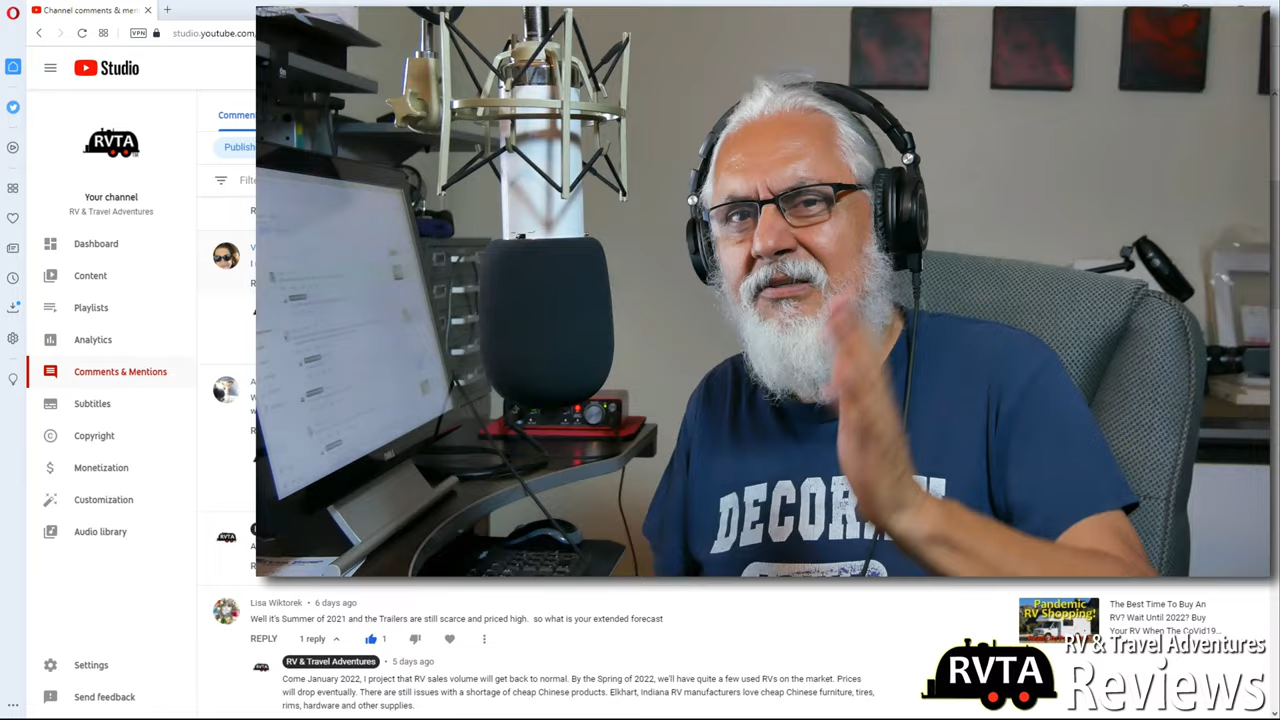 Channel comments & men
VPN
studio.youtube.com
Studio
RVTA
Your channel
RV & Travel Adventures
Dashboard
Content
Playlists
Analytics
Comments & Mentions
Subtitles
Copyright
Monetization
Customization
Audio library
Settings
Send feedback
Commen
Publish
Filte
RVTA
DECORAH
Lisa Wiktorek • 6 days ago
Well it's Summer of 2021 and the Trailers are still scarce and priced high. so what is your extended forecast
REPLY 1 reply 1
RV & Travel Adventures • 5 days ago
Come January 2022, I project that RV sales volume will get back to normal. By the Spring of 2022, we'll have quite a few used RVs on the market. Prices
will drop eventually. There are still issues with a shortage of cheap Chinese products. Elkhart, Indiana RV manufacturers love cheap Chinese furniture, tires,
rims, hardware and other supplies.
Pandemic
RV Shopping!
The Best Time To Buy An
RV? Wait Until 2022? Buy
Your RV When The CoVid19...
RVTA
RV & Travel Adventures
Reviews